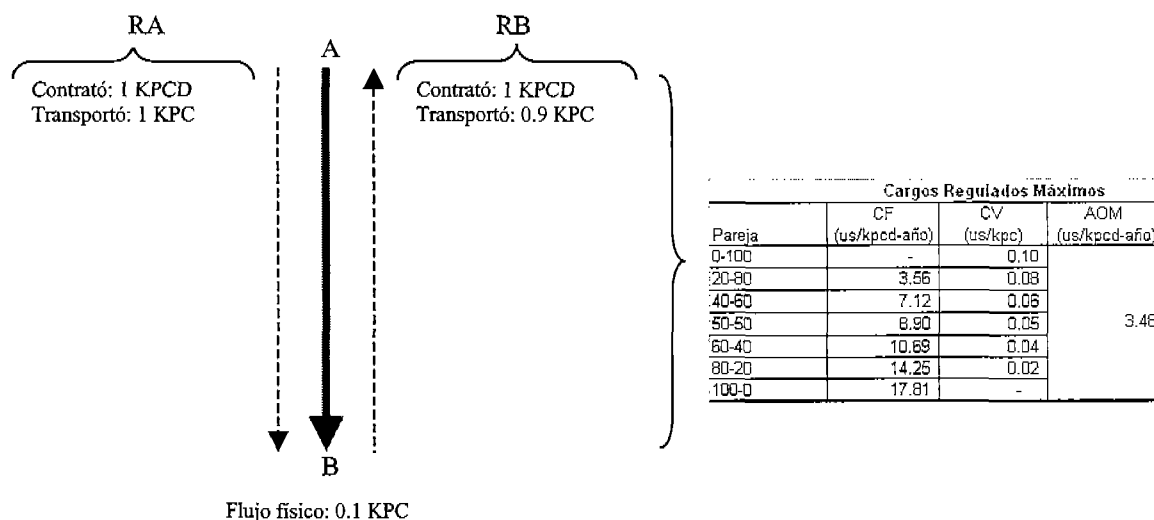 RA
RB
A
Contrató: 1 KPCD
Transportó: 1 KPC
Contrató: 1 KPCD
Transportó: 0.9 KPC
B
Flujo físico: 0.1 KPC
Cargos Regulados Máximos
CF CV AOM
Pareja (us/kpcd-año) (us/kpc) (us/kpcd-año)
0-100 - 0.10
20-80 3.56 0.08
40-60 7.12 0.06
50-50 8.90 0.05 3.46
60-40 10.69 0.04
80-20 14.25 0.02
100-0 17.81 -